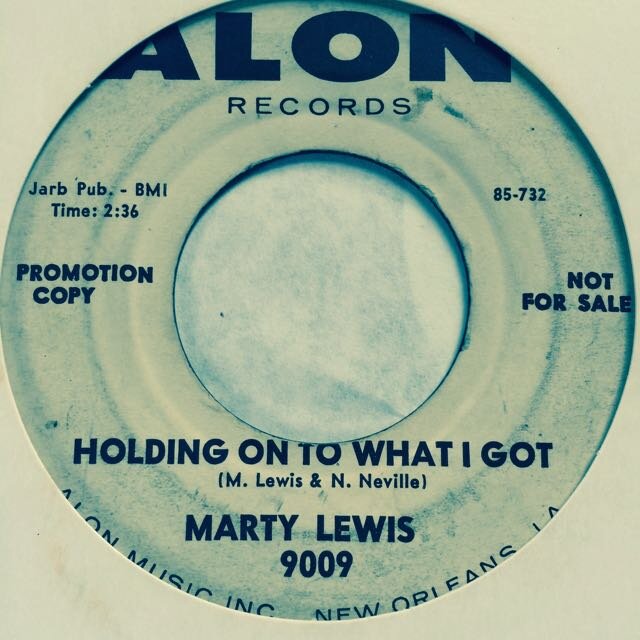 ALON
RECORDS
Jarb Pub. - BMI
Time: 2:36
85-732
PROMOTION
COPY
NOT
FOR SALE
HOLDING ON TO WHAT I GOT
(M. Lewis & N. Neville)
MARTY LEWIS
9009
ALON MUSIC INC. NEW ORLEANS, LA.